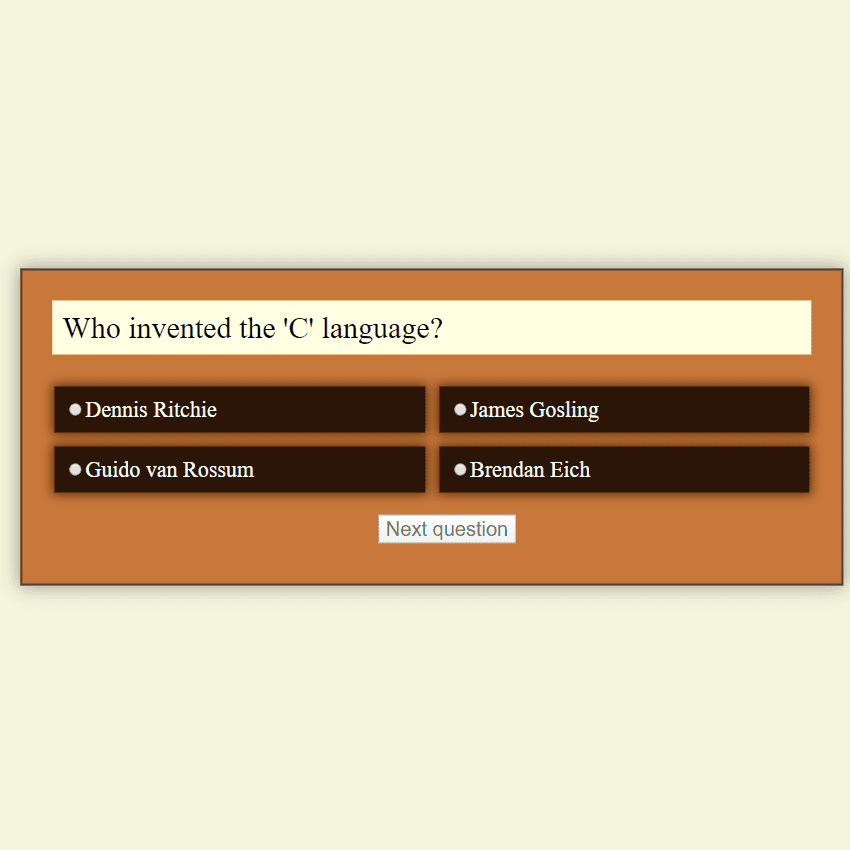 Who invented the 'C' language?
Dennis Ritchie
James Gosling
Guido van Rossum
Brendan Eich
Next question